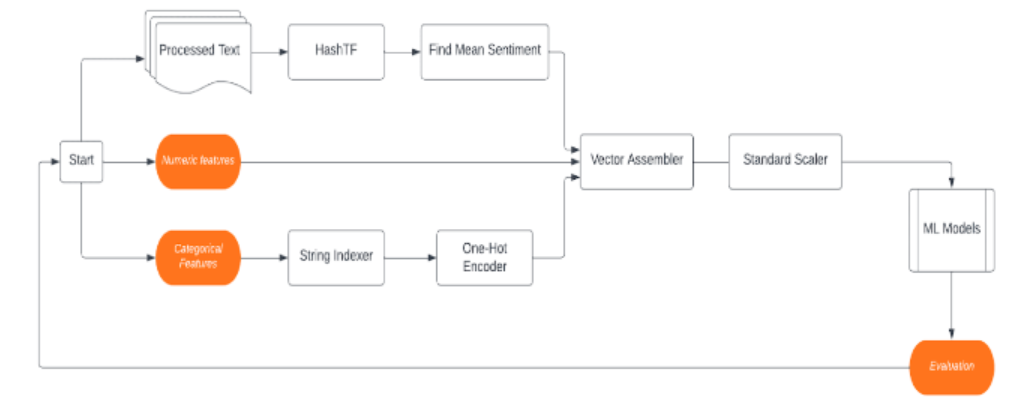 Processed Text
HashTF
Find Mean Sentiment
Start
Numeric features
Vector Assembler
Standard Scaler
ML Models
Categorical
Features
String Indexer
One-Hot
Encoder
Evaluation